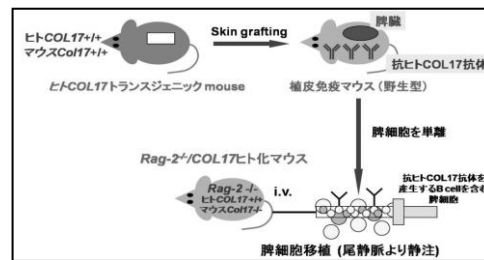 ヒトCOL17+/+
マウスCol17+/+
Skin grafting
脾臓
抗ヒトCOL17抗体
ヒトCOL17トランスジェニック mouse
植皮免疫マウス（野生型）
脾細胞を単離
Rag-2-/-/COL17ヒト化マウス
Rag-2 -/-
ヒトCOL17+/+
マウスCol17-/-
i.v.
抗ヒトCOL17抗体を
産生するB cellを含む
脾細胞
脾細胞移植 (尾静脈より静注)